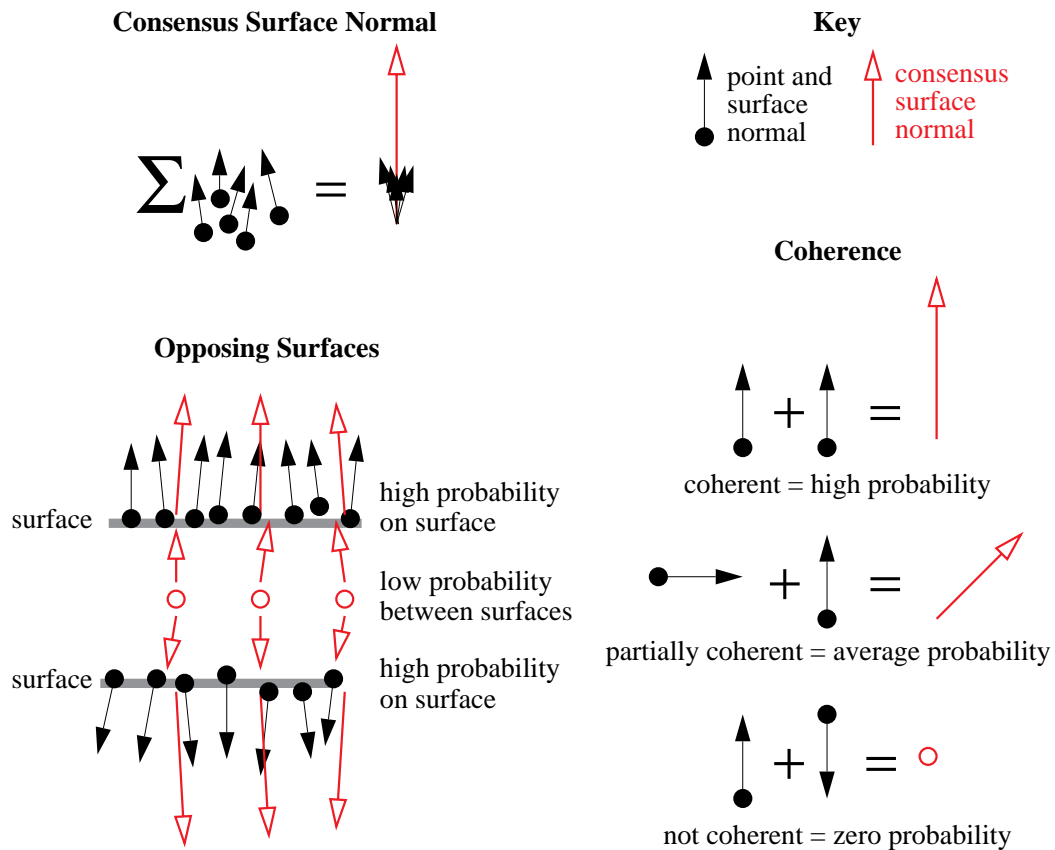 Consensus Surface Normal
Σ
=
Key
point and
surface
normal
consensus
surface
normal
Opposing Surfaces
surface
high probability
on surface
low probability
between surfaces
surface
high probability
on surface
Coherence
+ =
coherent = high probability
+ =
partially coherent = average probability
+ =
not coherent = zero probability